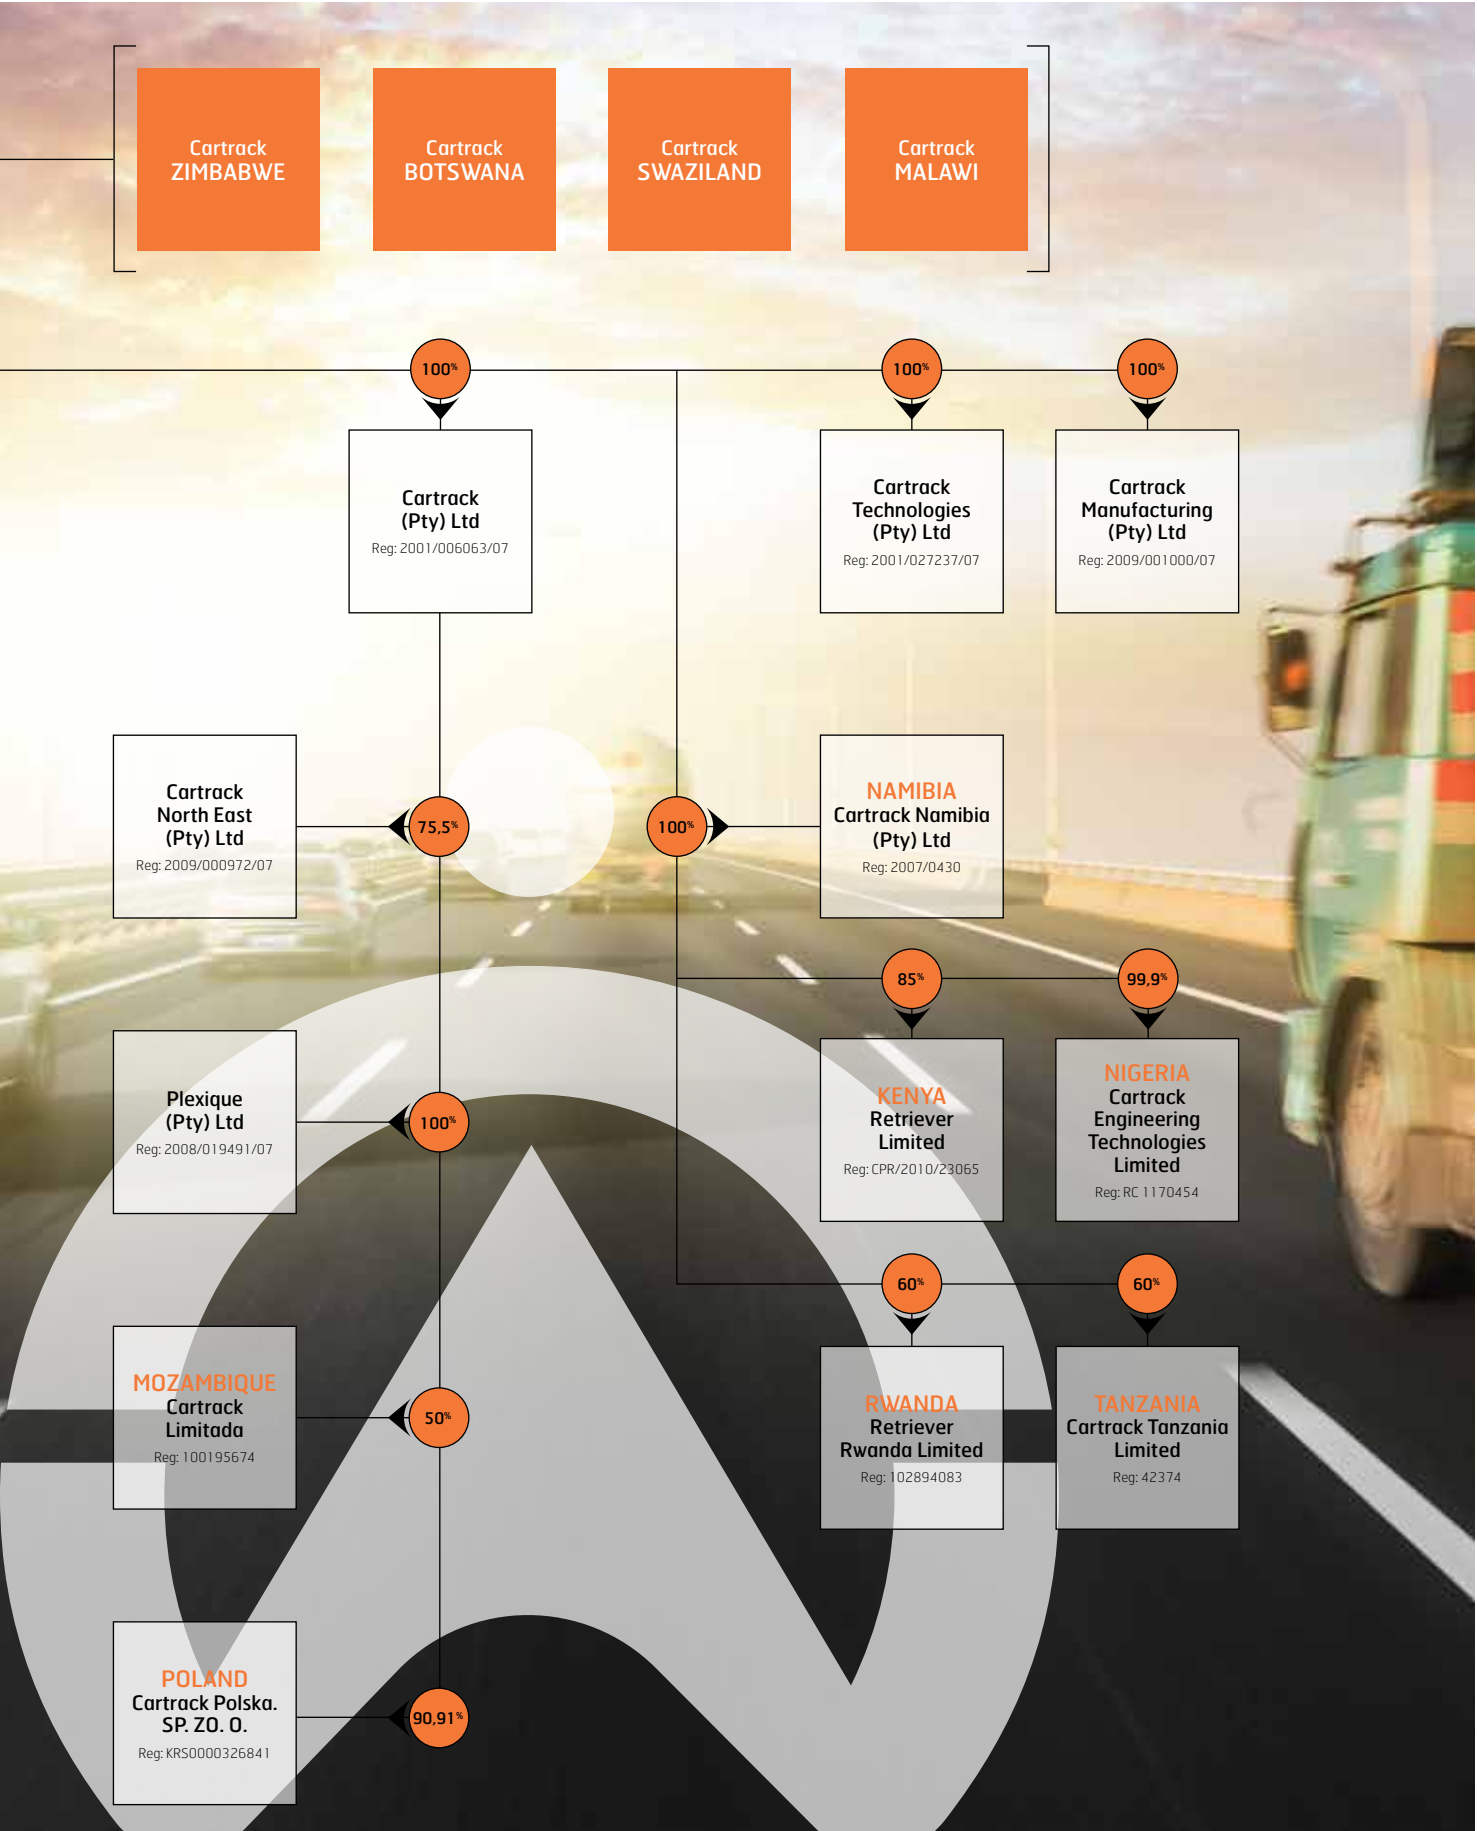 Cartrack
ZIMBABWE
Cartrack
BOTSWANA
Cartrack
SWAZILAND
Cartrack
MALAWI
100%
100%
100%
Cartrack
(Pty) Ltd
Reg: 2001/006063/07
Cartrack
Technologies
(Pty) Ltd
Reg: 2001/027237/07
Cartrack
Manufacturing
(Pty) Ltd
Reg: 2009/001000/07
Cartrack
North East
(Pty) Ltd
Reg: 2009/000972/07
75,5%
100%
NAMIBIA
Cartrack Namibia
(Pty) Ltd
Reg: 2007/0430
85%
99,9%
Plexique
(Pty) Ltd
Reg: 2008/019491/07
100%
KENYA
Retriever
Limited
Reg: CPR/2010/23065
NIGERIA
Cartrack
Engineering
Technologies
Limited
Reg: RC 1170454
60%
60%
MOZAMBIQUE
Cartrack
Limitada
Reg: 100195674
50%
RWANDA
Retriever
Rwanda Limited
Reg: 102894083
TANZANIA
Cartrack Tanzania
Limited
Reg: 42374
POLAND
Cartrack Polska.
SP. ZO. O.
Reg: KRS0000326841
90,91%